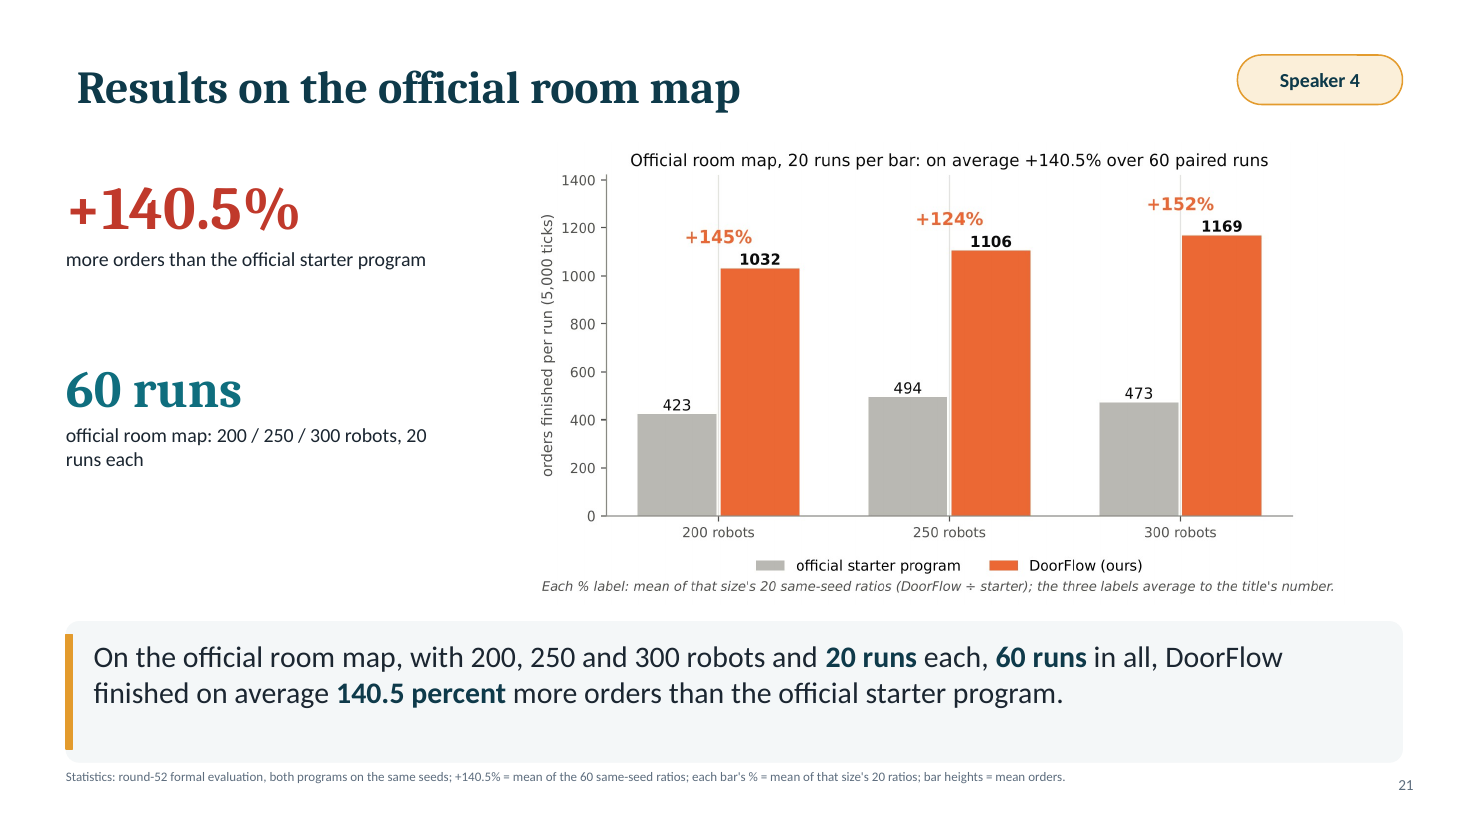 Results on the official room map
Speaker 4
+140.5%
more orders than the official starter program
60 runs
official room map: 200 / 250 / 300 robots, 20
runs each
Official room map, 20 runs per bar: on average +140.5% over 60 paired runs
orders finished per run (5,000 ticks)
1400
1200
1000
800
600
400
200
0
423
+145%
1032
494
+124%
1106
473
+152%
1169
200 robots
250 robots
300 robots
official starter program
DoorFlow (ours)
Each % label: mean of that size's 20 same-seed ratios (DoorFlow ÷ starter); the three labels average to the title's number.
On the official room map, with 200, 250 and 300 robots and 20 runs each, 60 runs in all, DoorFlow
finished on average 140.5 percent more orders than the official starter program.
Statistics: round-52 formal evaluation, both programs on the same seeds; +140.5% = mean of the 60 same-seed ratios; each bar's % = mean of that size's 20 ratios; bar heights = mean orders.
21